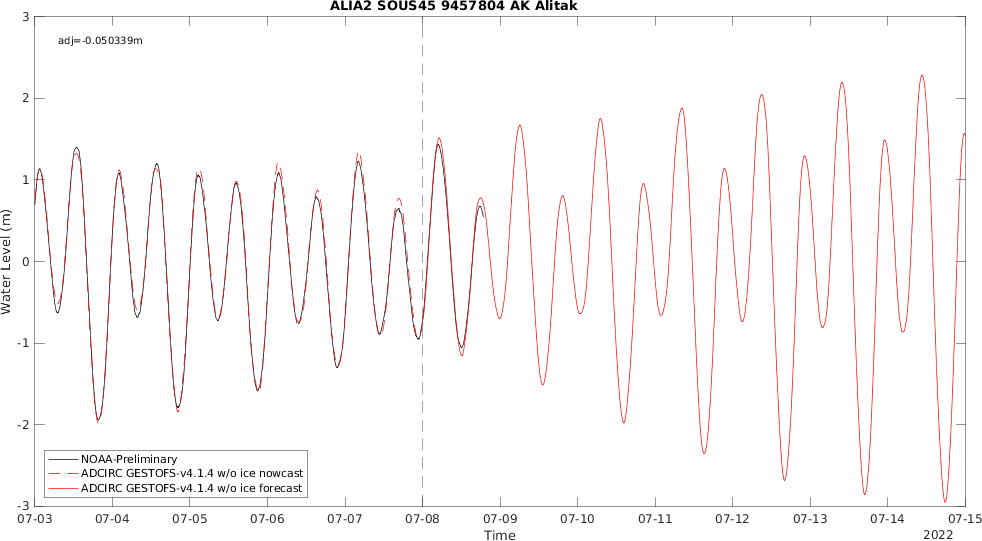 ALIA2 SOUS45 9457804 AK Alitak
adj=-0.050339m
3
2
1
0
-1
-2
-3
Water Level (m)
NOAA-Preliminary
ADCIRC GESTOFS-v4.1.4 w/o ice nowcast
ADCIRC GESTOFS-v4.1.4 w/o ice forecast
07-03 07-04 07-05 07-06 07-07 07-08 07-09 07-10 07-11 07-12 07-13 07-14 07-15
Time
2022